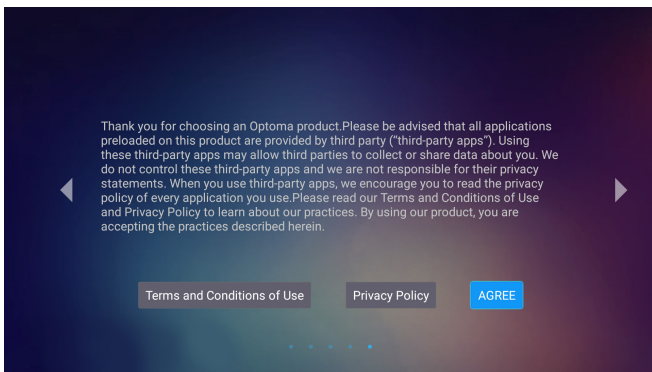 Thank you for choosing an Optoma product.Please be advised that all applications
preloaded on this product are provided by third party ("third-party apps"). Using
these third-party apps may allow third parties to collect or share data about you. We
do not control these third-party apps and we are not responsible for their privacy
statements. When you use third-party apps, we encourage you to read the privacy
policy of every application you use.Please read our Terms and Conditions of Use
and Privacy Policy to learn about our practices. By using our product, you are
accepting the practices described herein.
Terms and Conditions of Use
Privacy Policy
AGREE